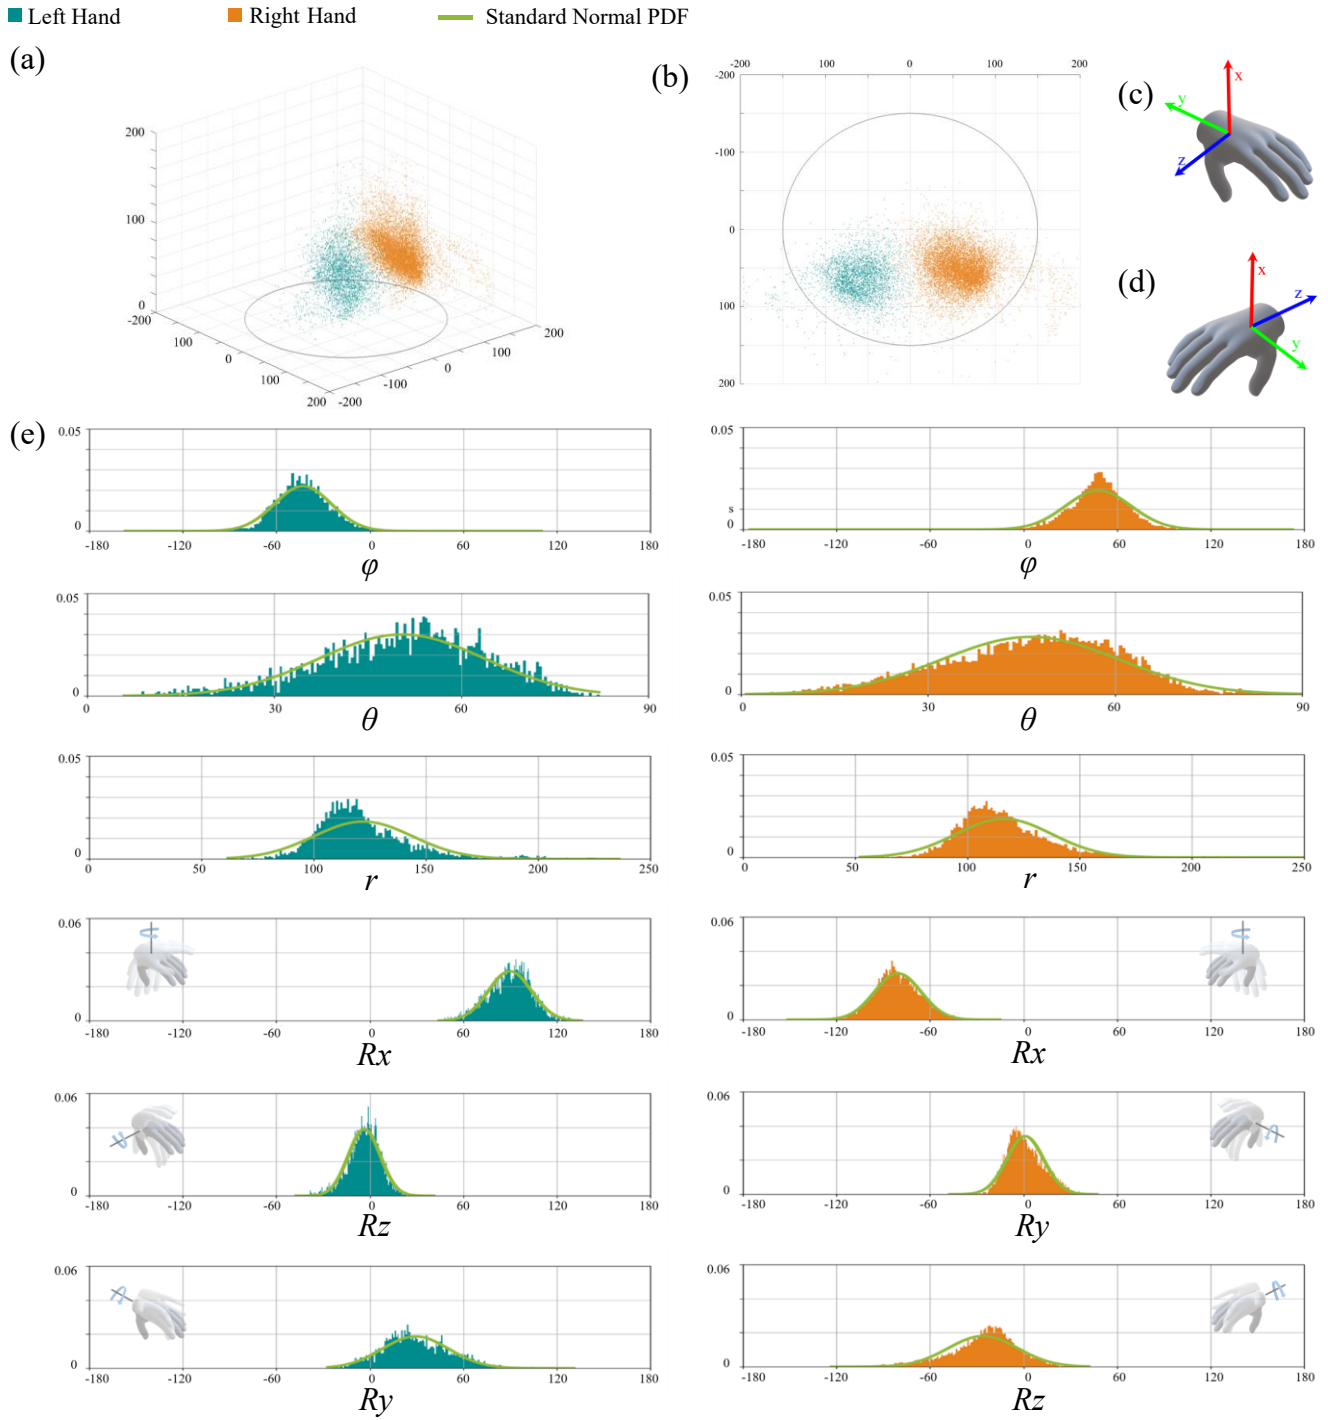 Left Hand Right Hand Standard Normal PDF
(a)
200
100
0
-200
100
0
100
200
-200
-100
0
100
200
(b)
-200 100 0 100 200
-200
-100
0
100
200
(c)
x
y
z
(d)
x
z
y
(e)
0.05
0
-180 -120 -60 0 60 120 180
φ
0.05
s
0
-180 -120 -60 0 60 120 180
φ
0.05
0
0 30 60 90
θ
0.05
0
0 30 60 90
θ
0.05
0
0 50 100 150 200 250
r
0.05
0
0 50 100 150 200 250
r
0.06
0
-180 -120 -60 0 60 120 180
Rx
0.06
0
-180 -120 -60 0 60 120 180
Rx
0.06
0
-180 -120 -60 0 60 120 180
Rz
0.06
0
-180 -120 -60 0 60 120 180
Ry
0.06
0
-180 -120 -60 0 60 120 180
Ry
0.06
0
-180 -120 -60 0 60 120 180
Rz